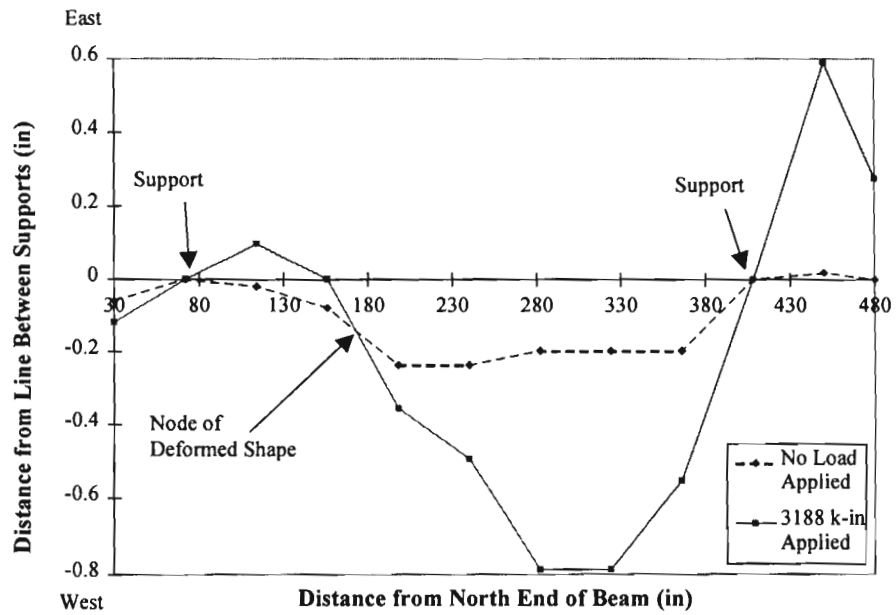 East
0.6
0.4
0.2
0
-0.2
-0.4
-0.6
-0.8
West
Distance from Line Between Supports (in)
Support
Support
30 80 130 180 230 280 330 380 430 480
Node of
Deformed Shape
No Load
Applied
3188 k-in
Applied
Distance from North End of Beam (in)